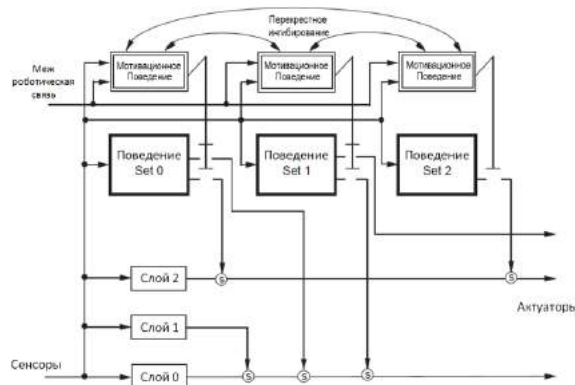 Перекрестное
ингибирование
Меж
роботическая
связь
Мотивационное
Поведение
Мотивационное
Поведение
Мотивационное
Поведение
Поведение
Set 0
Поведение
Set 1
Поведение
Set 2
Слой 2
S
S
Актуаторы
Слой 1
Сенсоры
Слой 0
S
S
S